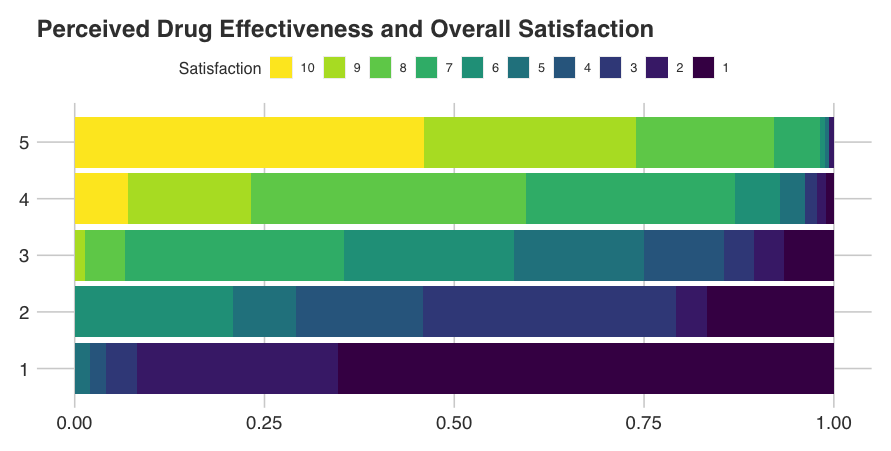 Perceived Drug Effectiveness and Overall Satisfaction
Satisfaction 10 9 8 7 6 5 4 3 2 1
5
4
3
2
1
0.00 0.25 0.50 0.75 1.00